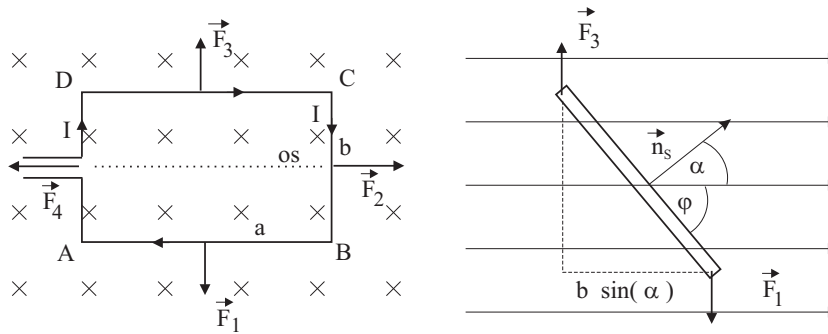 F₃
D C
I I
b
os
F₄ F₂
a
A B
F₁
F₃
n_s
α
φ
b sin( α )
F₁